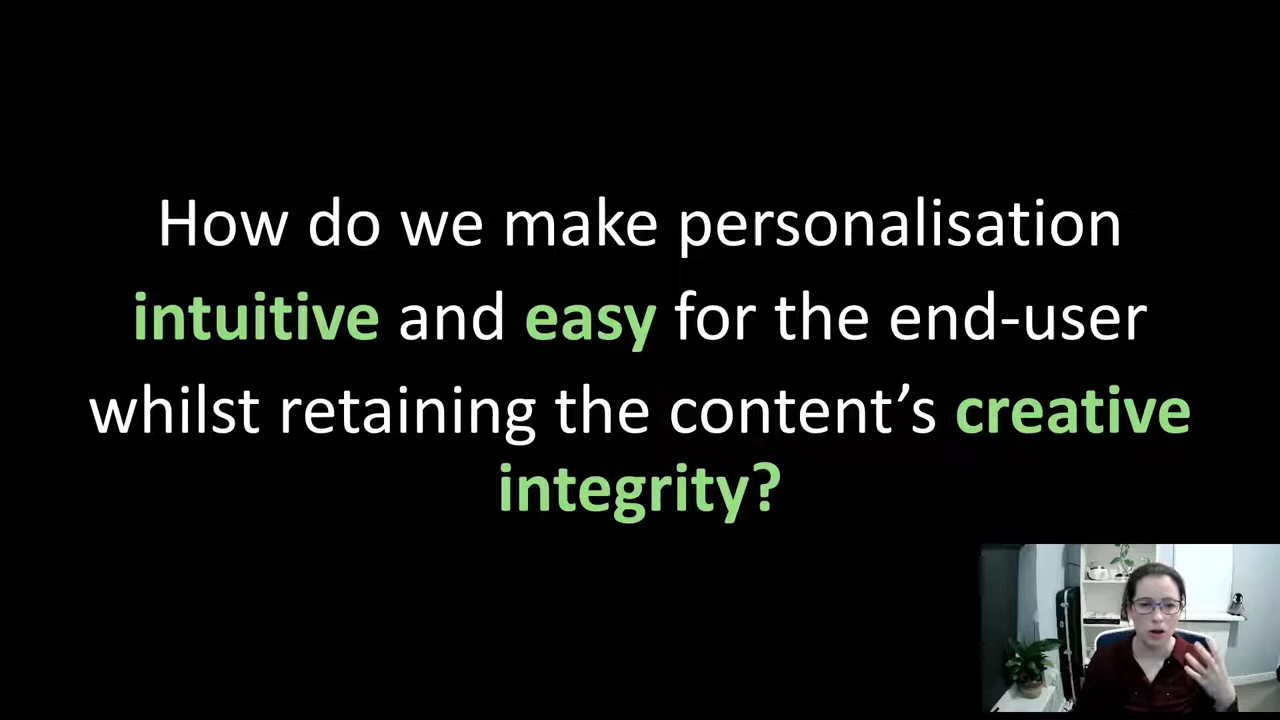 How do we make personalisation
intuitive and easy for the end-user
whilst retaining the content’s creative
integrity?